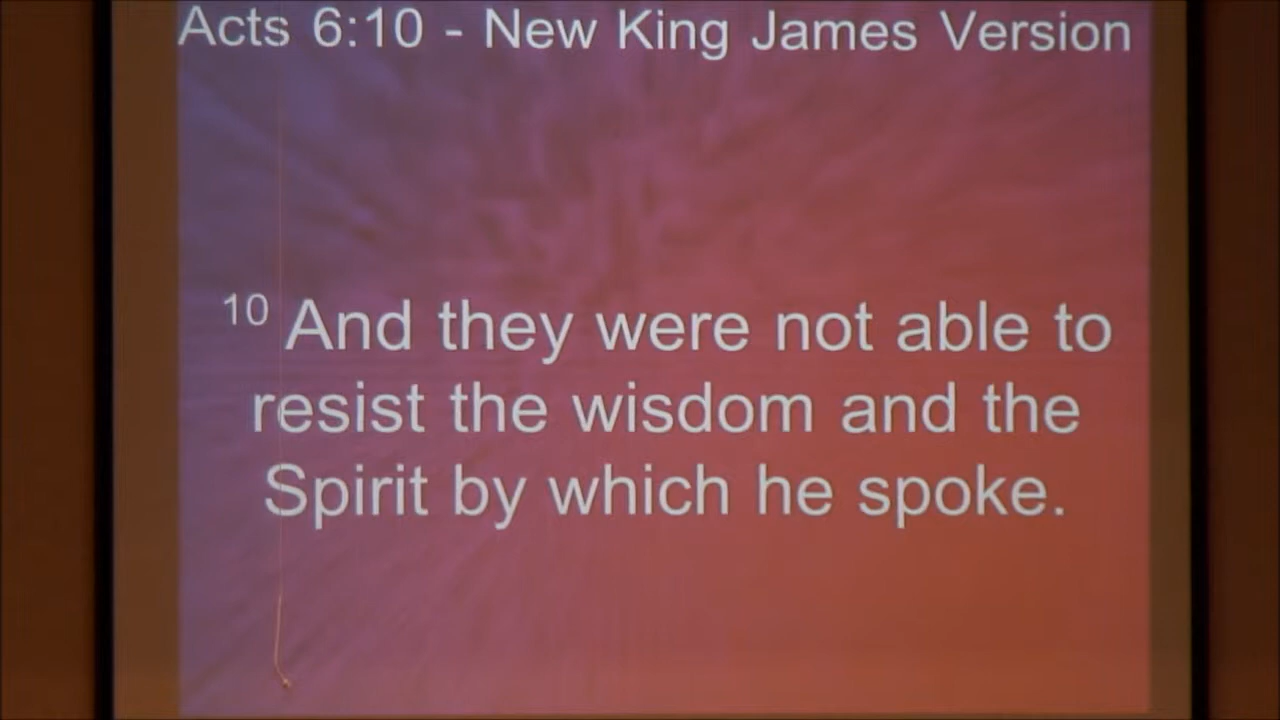 Acts 6:10 - New King James Version
10 And they were not able to
resist the wisdom and the
Spirit by which he spoke.